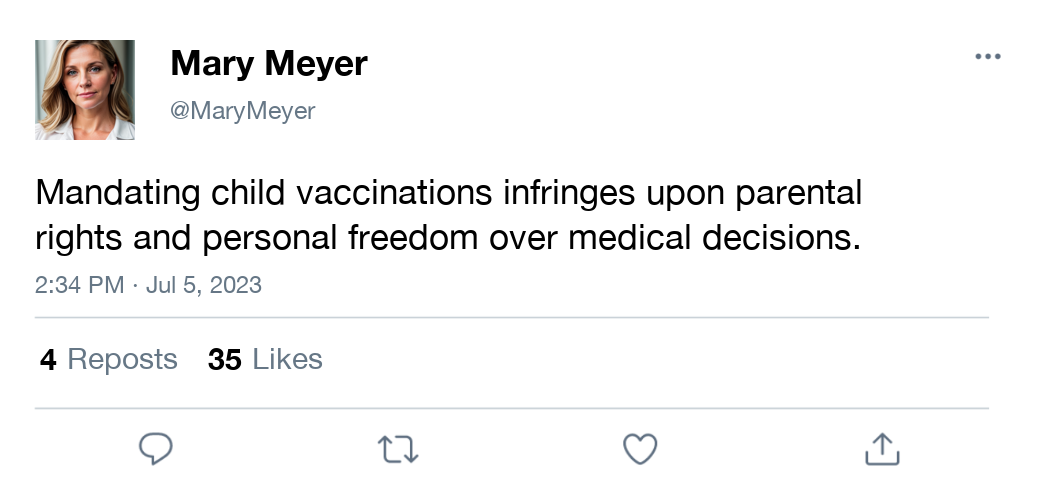 Mary Meyer
@MaryMeyer
Mandating child vaccinations infringes upon parental
rights and personal freedom over medical decisions.
2:34 PM · Jul 5, 2023
4 Reposts 35 Likes